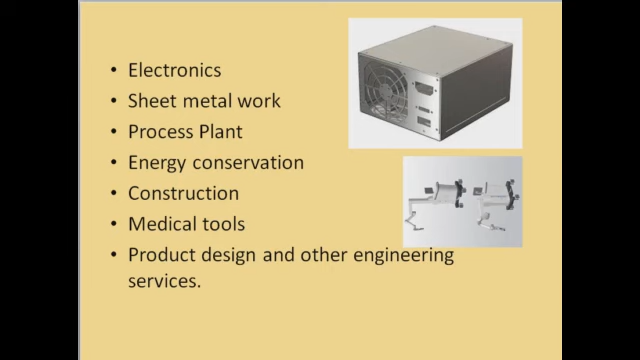 • Electronics
• Sheet metal work
• Process Plant
• Energy conservation
• Construction
• Medical tools
• Product design and other engineering
services.